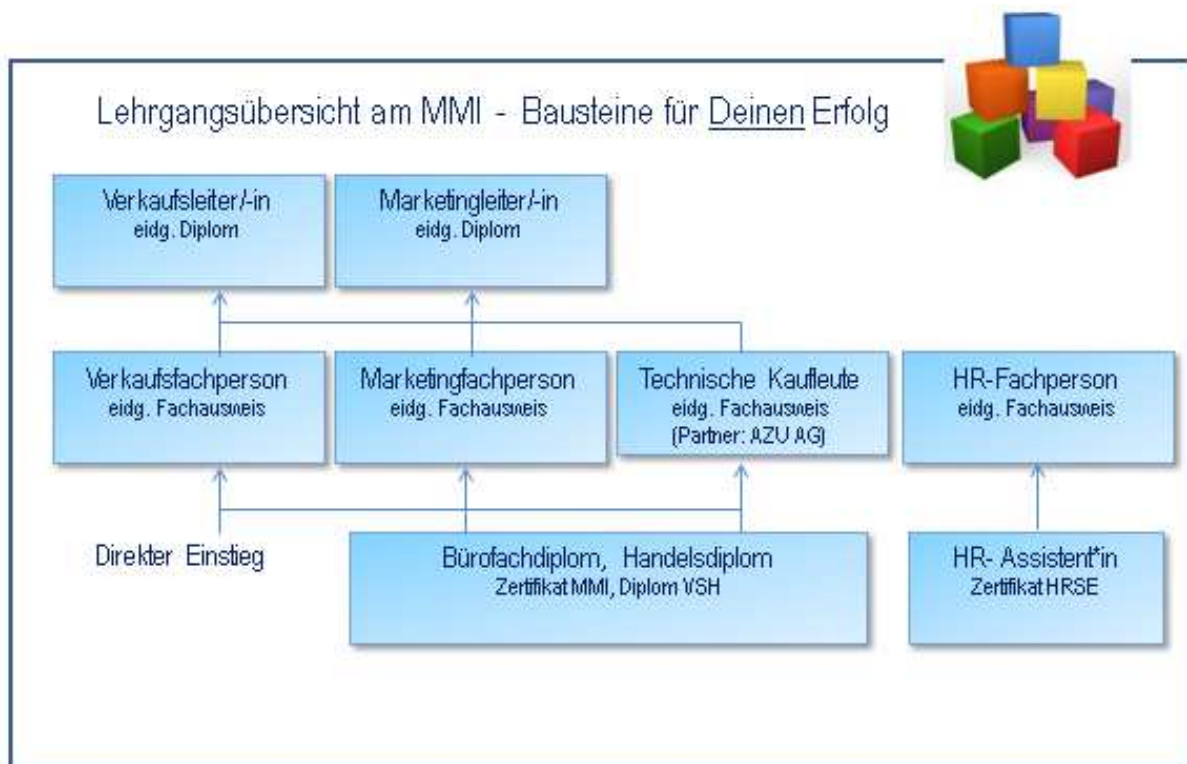 Lehrgangsübersicht am MMI - Bausteine für Deinen Erfolg
Verkaufsleiter/-in
eidg. Diplom
Marketingleiter/-in
eidg. Diplom
Verkaufsfachperson
eidg. Fachausweis
Marketingfachperson
eidg. Fachausweis
Technische Kaufleute
eidg. Fachausweis
(Partner: AZU AG)
HR-Fachperson
eidg. Fachausweis
Direkter Einstieg
Bürofachdiplom, Handelsdiplom
Zertifikat MMI, Diplom VSH
HR- Assistent*in
Zertifikat HRSE